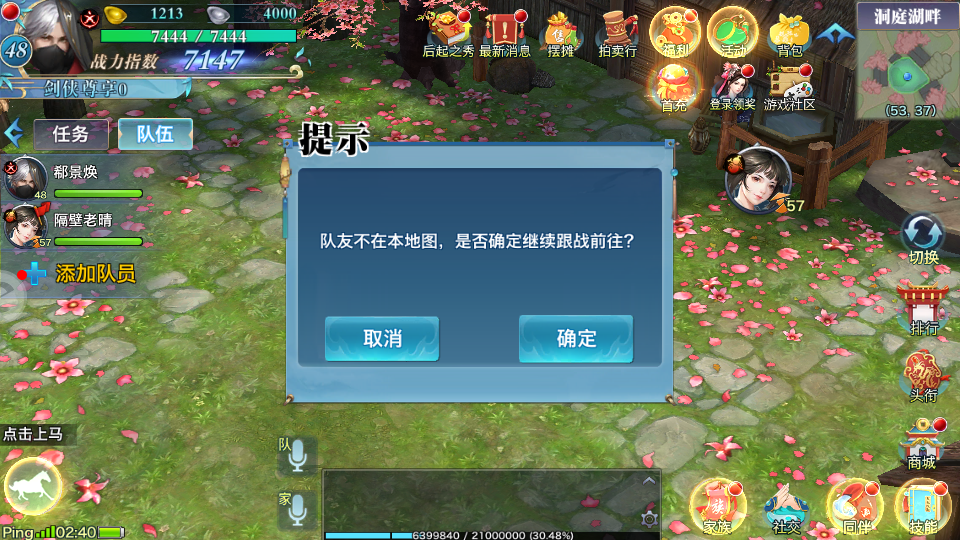 1213
4000
7444 / 7444
48
战力指数 7147
剑侠尊享0
后起之秀
最新消息
摆摊
拍卖行
福利
活动
背包
首充
登录领奖
游戏社区
洞庭湖畔
(53, 37)
任务
队伍
郗景焕
48
隔壁老晴
57
添加队员
提示
队友不在本地图，是否确定继续跟战前往?
取消
确定
57
切换
排行
头衔
商城
点击上马
队
家
Ping
02:40
6399840 / 21000000 (30.48%)
家族
社交
同伴
技能